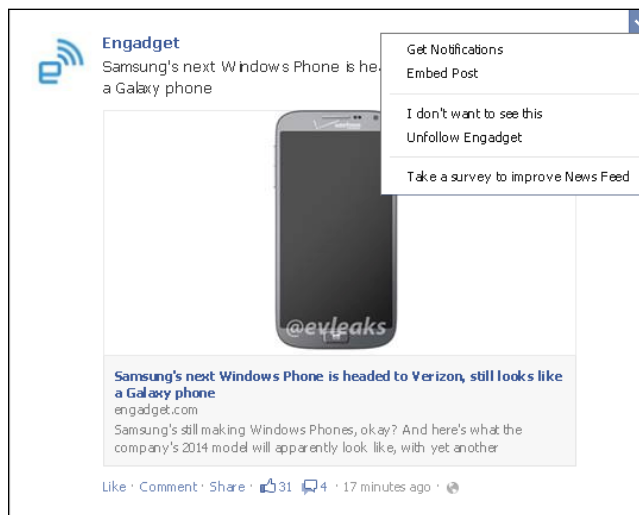 Engadget
Samsung's next Windows Phone is hea
a Galaxy phone
Get Notifications
Embed Post
I don't want to see this
Unfollow Engadget
Take a survey to improve News Feed
verizon
@evleaks
Samsung's next Windows Phone is headed to Verizon, still looks like
a Galaxy phone
engadget.com
Samsung's still making Windows Phones, okay? And here's what the
company's 2014 model will apparently look like, with yet another
Like · Comment · Share · 31 4 · 17 minutes ago ·